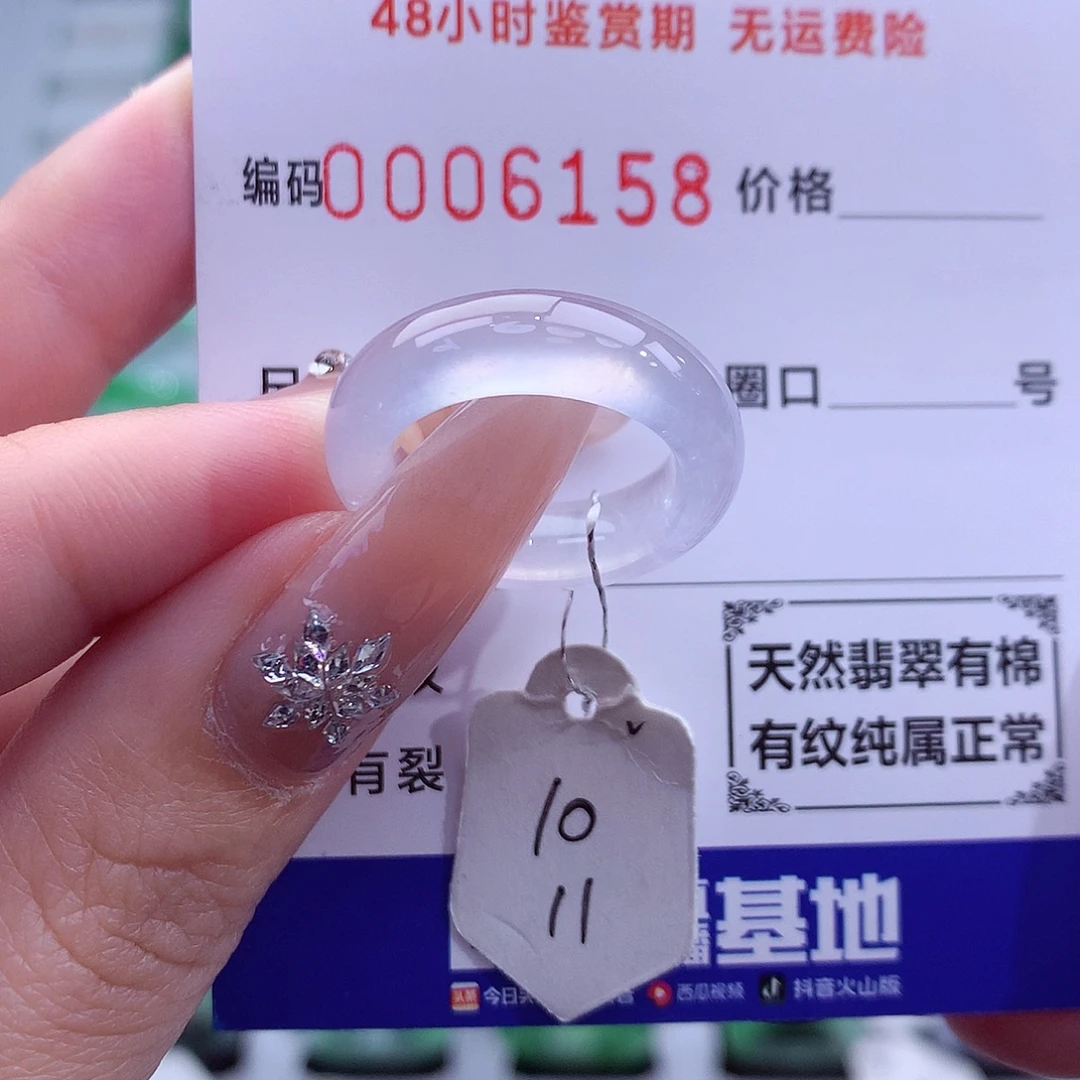 48小时鉴赏期 无运费险
编码0006158 价格
圈口 号
天然翡翠有棉
有纹纯属正常
有裂
10
11
基地
今日 西瓜视频 抖音火山版